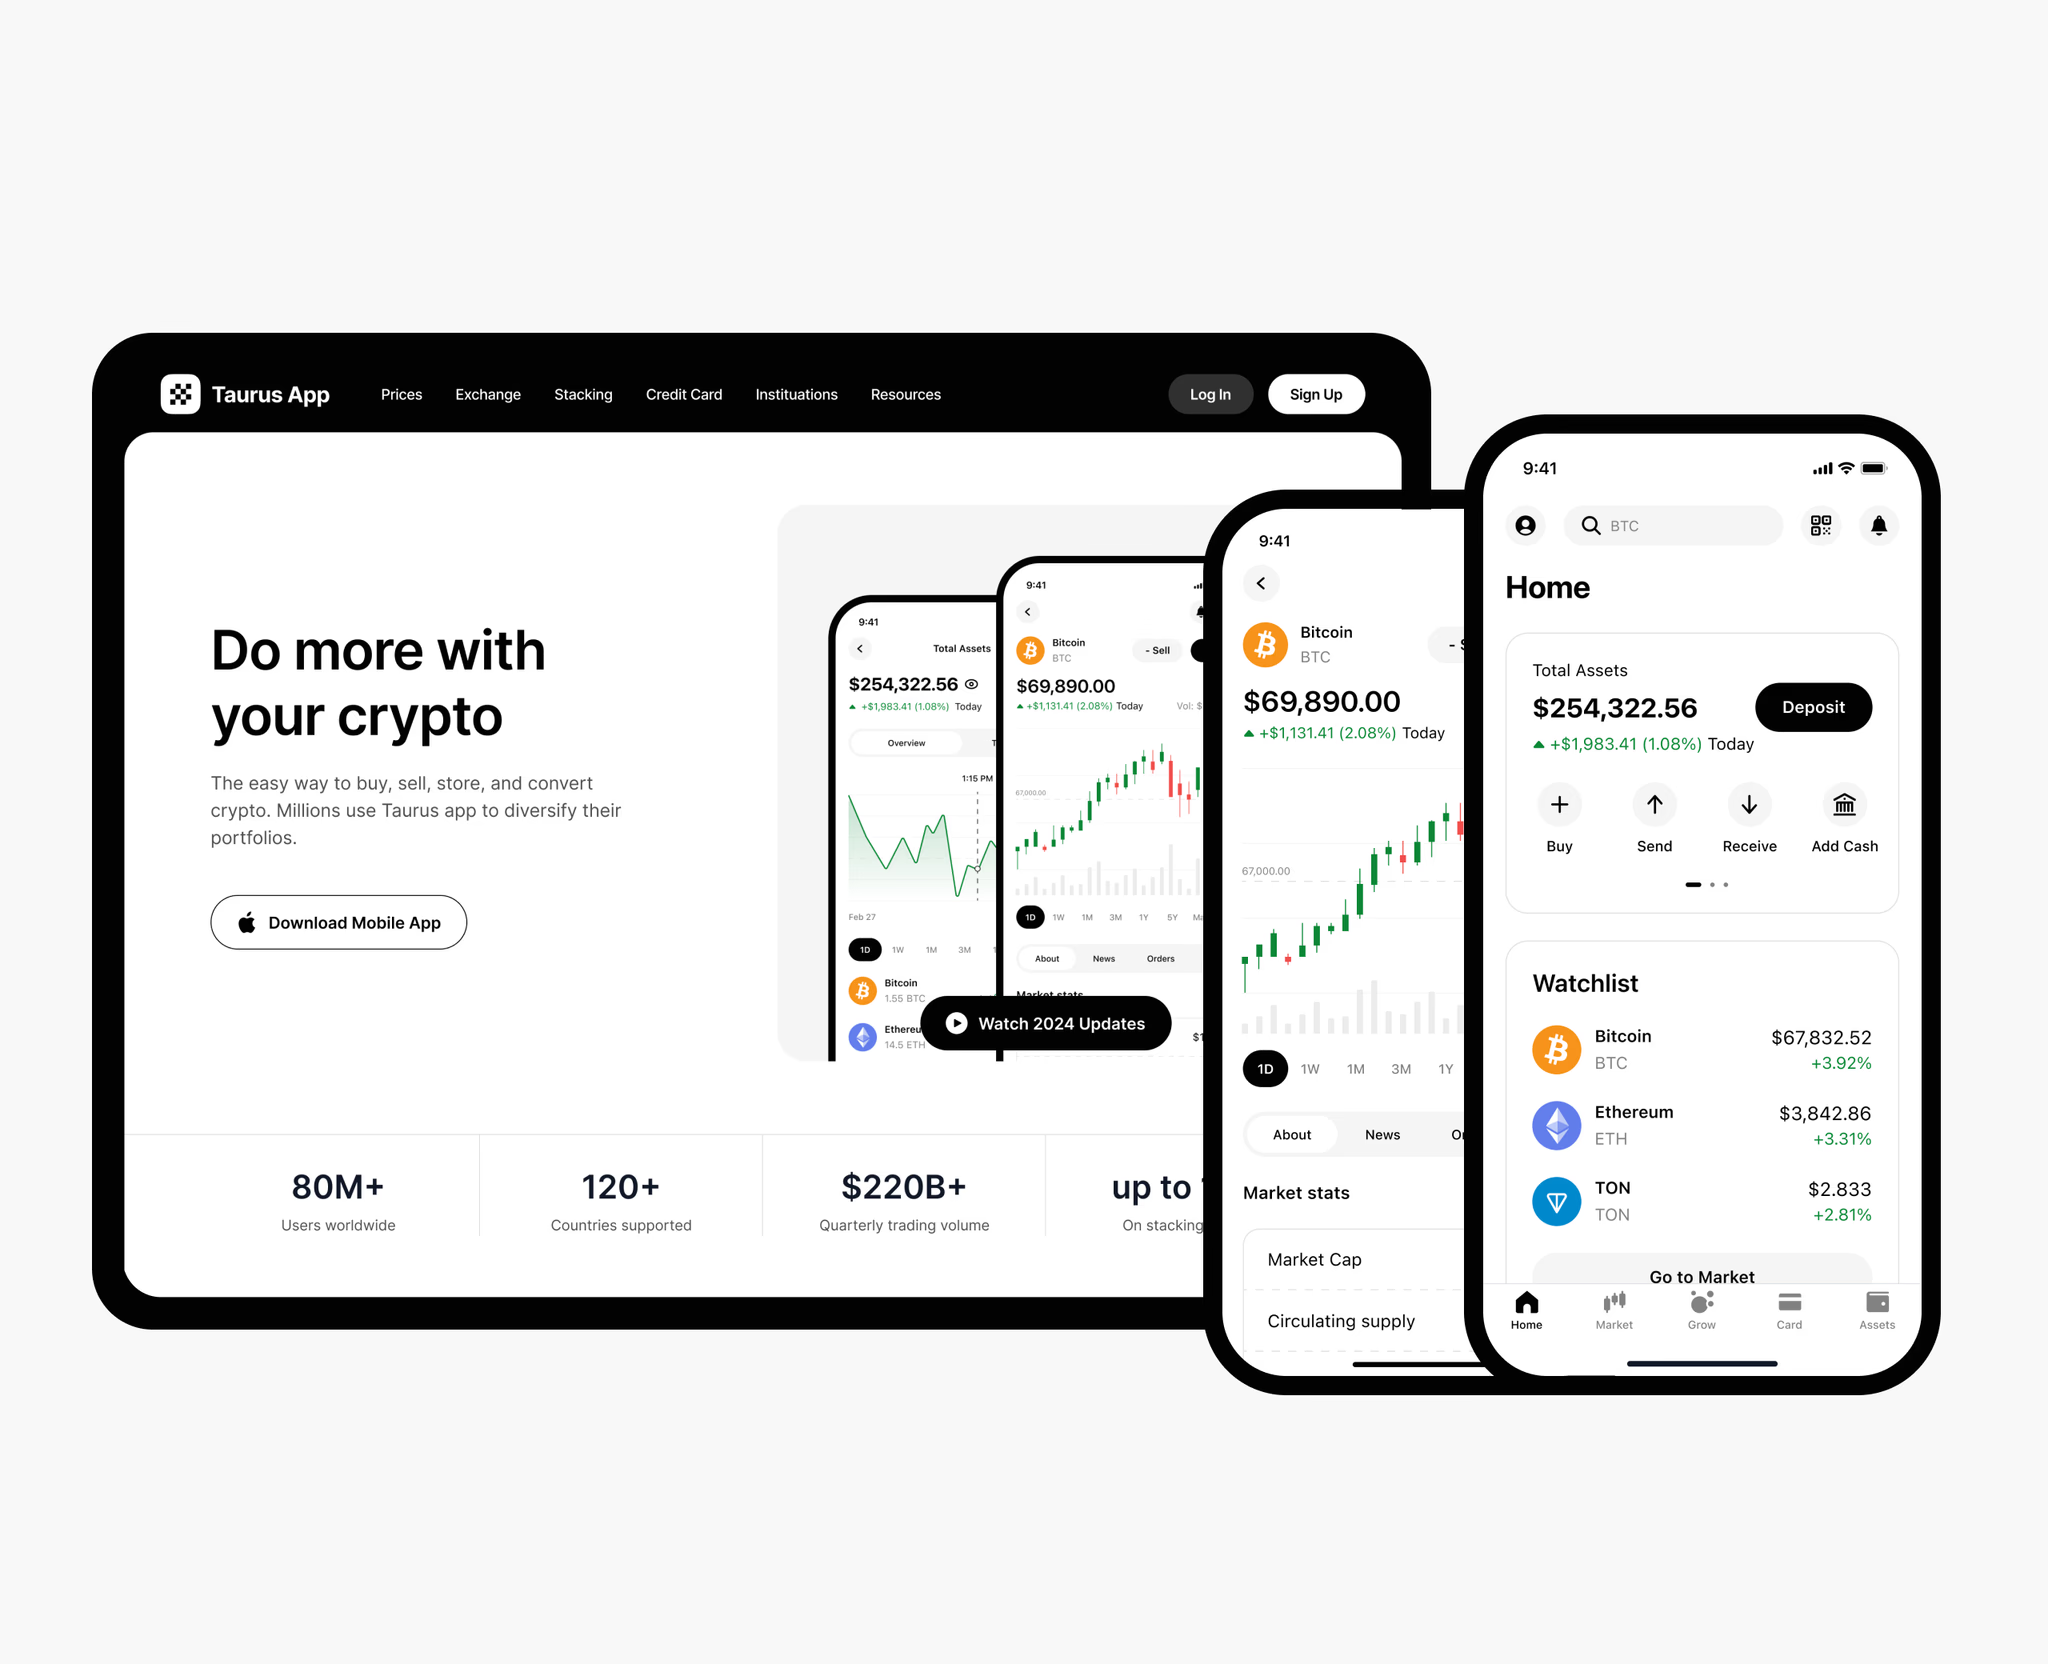 Taurus App
Prices
Exchange
Stacking
Credit Card
Instituations
Resources
Log In
Sign Up
Do more with
your crypto
The easy way to buy, sell, store, and convert
crypto. Millions use Taurus app to diversify their
portfolios.
Download Mobile App
9:41
Total Assets
$254,322.56
+$1,983.41 (1.08%) Today
Overview
1:15 PM
Feb 27
1D 1W 1M 3M
Bitcoin
1.55 BTC
14.5 ETH
9:41
Bitcoin
BTC
- Sell
$69,890.00
+$1,131.41 (2.08%) Today
Vol: $
67,000.00
1D 1W 1M 3M 1Y 5Y
About News Orders
Market stats
Watch 2024 Updates
80M+
Users worldwide
120+
Countries supported
$220B+
Quarterly trading volume
up to
On stacking
9:41
Bitcoin
BTC
$69,890.00
+$1,131.41 (2.08%) Today
67,000.00
1D 1W 1M 3M 1Y
About News
Market stats
Market Cap
Circulating supply
9:41
BTC
Home
Total Assets
$254,322.56
+$1,983.41 (1.08%) Today
Deposit
Buy Send Receive Add Cash
Watchlist
Bitcoin $67,832.52
BTC +3.92%
Ethereum $3,842.86
ETH +3.31%
TON $2.833
TON +2.81%
Go to Market
Home Market Grow Card Assets